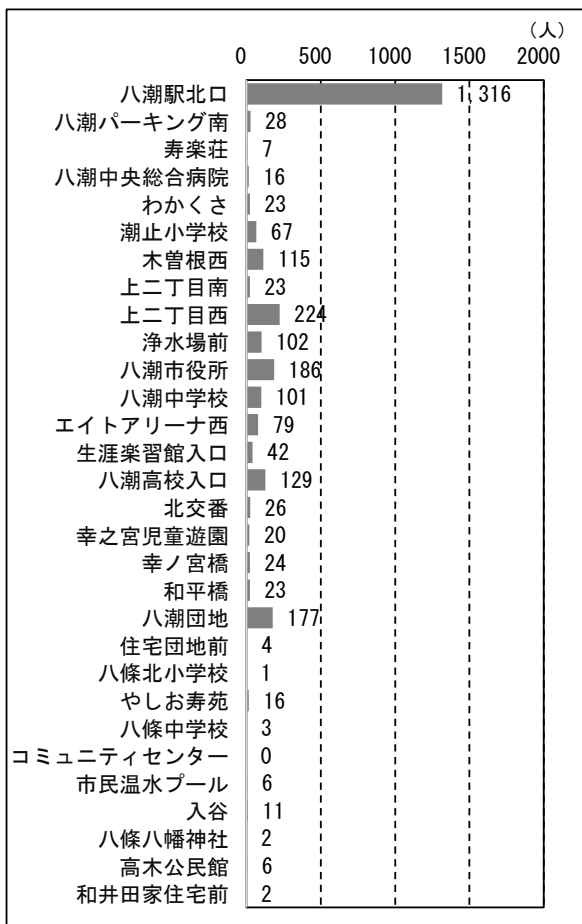 （人）
0 500 1000 1500 2000
八潮駅北口 1,316
八潮パーキング南 28
寿楽荘 7
八潮中央総合病院 16
わかくさ 23
潮止小学校 67
木曽根西 115
上二丁目南 23
上二丁目西 224
浄水場前 102
八潮市役所 186
八潮中学校 101
エイトアリーナ西 79
生涯楽習館入口 42
八潮高校入口 129
北交番 26
幸之宮児童遊園 20
幸ノ宮橋 24
和平橋 23
八潮団地 177
住宅団地前 4
八條北小学校 1
やしお寿苑 16
八條中学校 3
コミュニティセンター 0
市民温水プール 6
入谷 11
八條八幡神社 2
高木公民館 6
和井田家住宅前 2